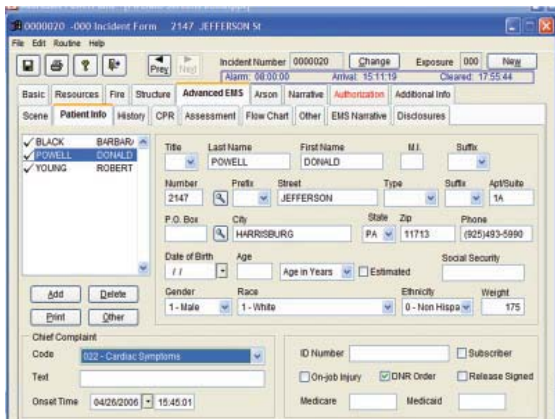 0000020 -000 Incident Form 2147 JEFFERSON St
File Edit Routine Help
Prev Next Incident Number 0000020 Change Exposure 000 New
Alarm: 08:00:00 Arrival: 15:11:19 Cleared: 17:55:44
Basic Resources Fire Structure Advanced EMS Arson Narrative Authorization Additional Info
Scene Patient Info History CPR Assessment Flow Chart Other EMS Narrative Disclosures
BLACK BARBAR
POWELL DONALD
YOUNG ROBERT
Title Last Name First Name M.I. Suffix
POWELL DONALD
Number Prefix Street Type Suffix Apt/Suite
2147 JEFFERSON 1A
P.O. Box City State Zip Phone
HARRISBURG PA 11713 (925)493-5990
Date of Birth Age Social Security
/ / Age in Years Estimated
Gender Race Ethnicity Weight
1 - Male 1 - White 0 - Non Hispa 175
Add Delete
Print Other
Chief Complaint
Code 022 - Cardiac Symptoms
Text
Onset Time 04/26/2006 15:45:01
ID Number Subscriber
On-job Injury DNR Order Release Signed
Medicare Medicaid